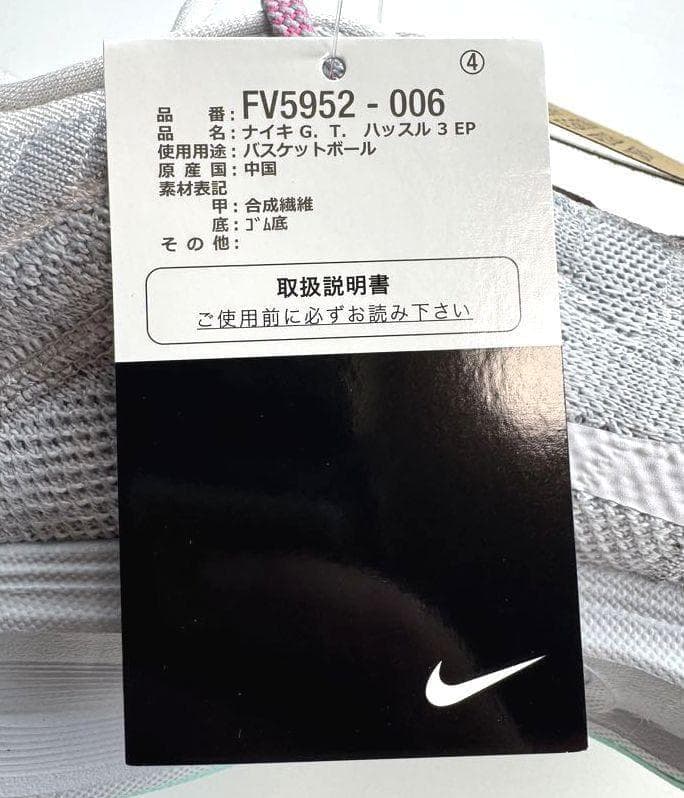 ④
品番：FV5952 - 006
品名：ナイキ G. T. ハッスル 3 EP
使用用途：バスケットボール
原産国：中国
素材表記
甲：合成繊維
底：ｺﾞﾑ底
その他：
取扱説明書
ご使用前に必ずお読み下さい